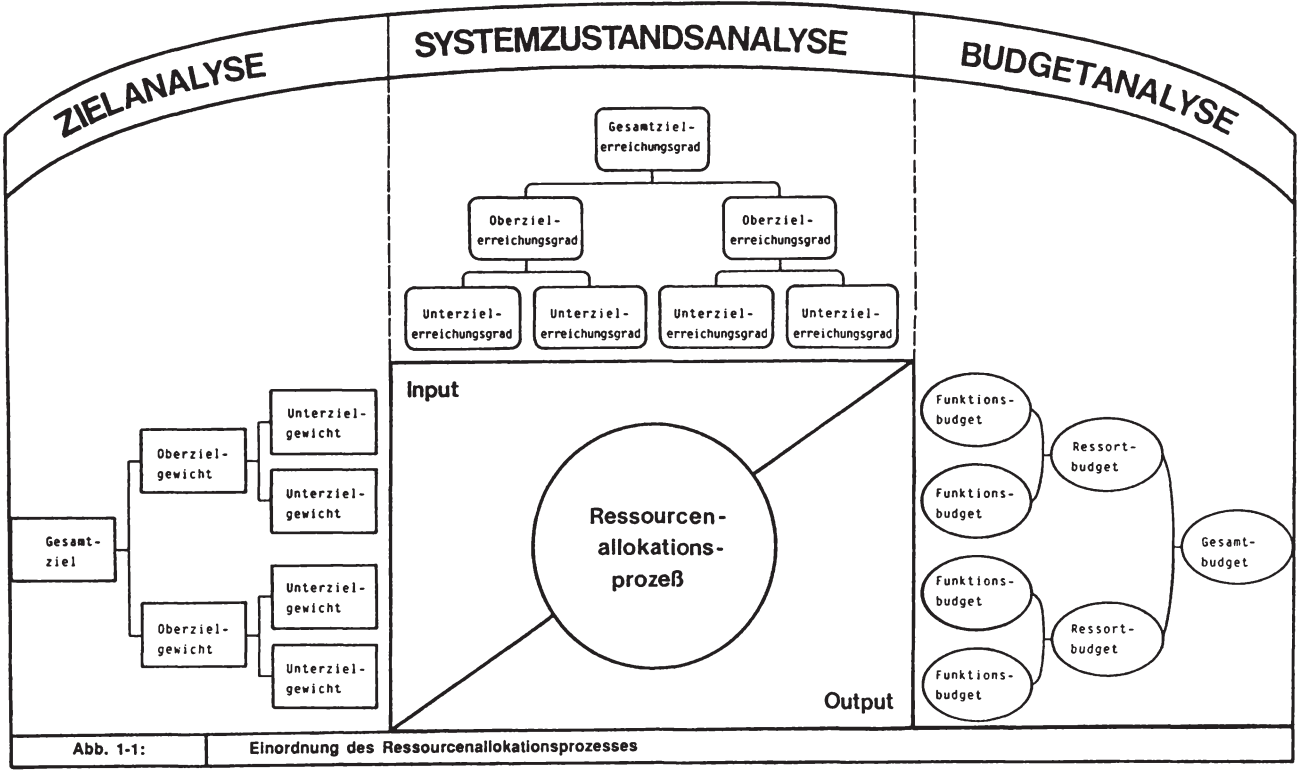 ZIELANALYSE
SYSTEMZUSTANDSANALYSE
BUDGETANALYSE
Gesamtziel-
erreichungsgrad
Oberziel-
erreichungsgrad
Oberziel-
erreichungsgrad
Unterziel-
erreichungsgrad
Unterziel-
erreichungsgrad
Unterziel-
erreichungsgrad
Unterziel-
erreichungsgrad
Gesamt-
ziel
Oberziel-
gewicht
Oberziel-
gewicht
Unterziel-
gewicht
Unterziel-
gewicht
Unterziel-
gewicht
Unterziel-
gewicht
Input
Ressourcen-
allokations-
prozeß
Output
Funktions-
budget
Funktions-
budget
Funktions-
budget
Funktions-
budget
Ressort-
budget
Ressort-
budget
Gesamt-
budget
Abb. 1-1:
Einordnung des Ressourcenallokationsprozesses